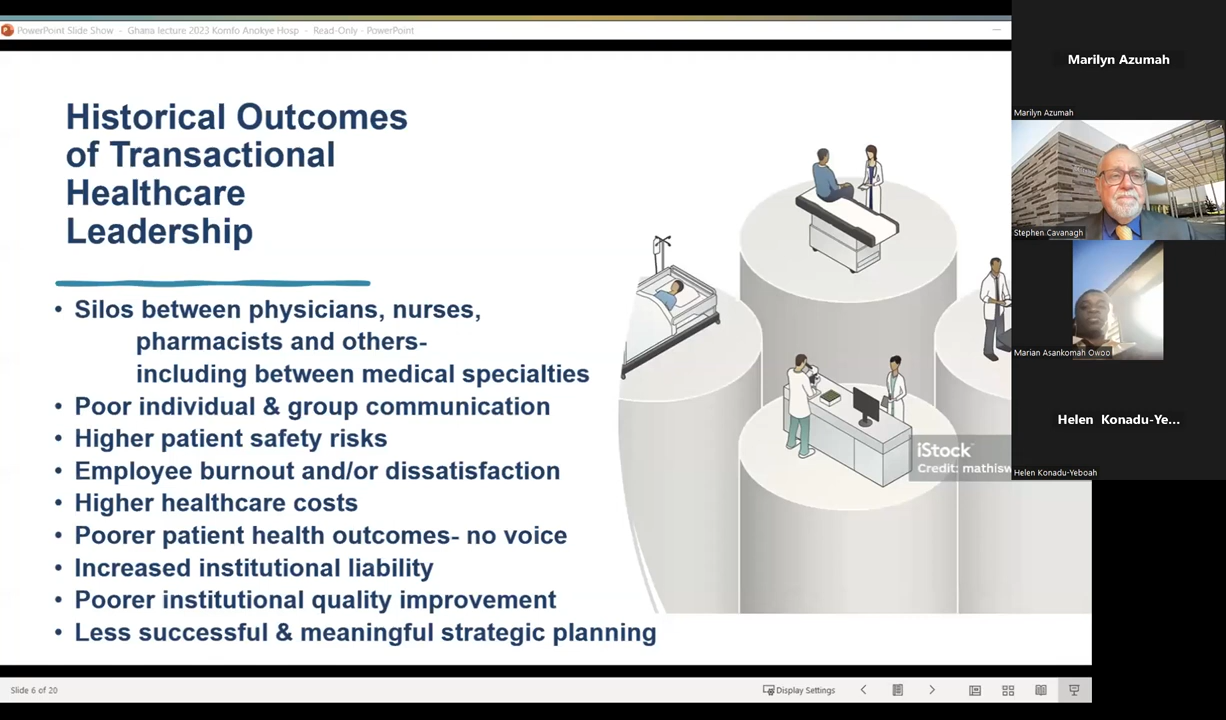 PowerPoint Slide Show - Ghana lecture 2023 Komfo Anokye Hosp - Read-Only - PowerPoint
Historical Outcomes
of Transactional
Healthcare
Leadership
• Silos between physicians, nurses,
pharmacists and others-
including between medical specialties
• Poor individual & group communication
• Higher patient safety risks
• Employee burnout and/or dissatisfaction
• Higher healthcare costs
• Poorer patient health outcomes- no voice
• Increased institutional liability
• Poorer institutional quality improvement
• Less successful & meaningful strategic planning
iStock
Credit: mathisw
Marilyn Azumah
Marilyn Azumah
Stephen Cavanagh
Marian Asankomah Owoo
Helen Konadu-Ye...
Helen Konadu-Yeboah
Slide 6 of 20
Display Settings